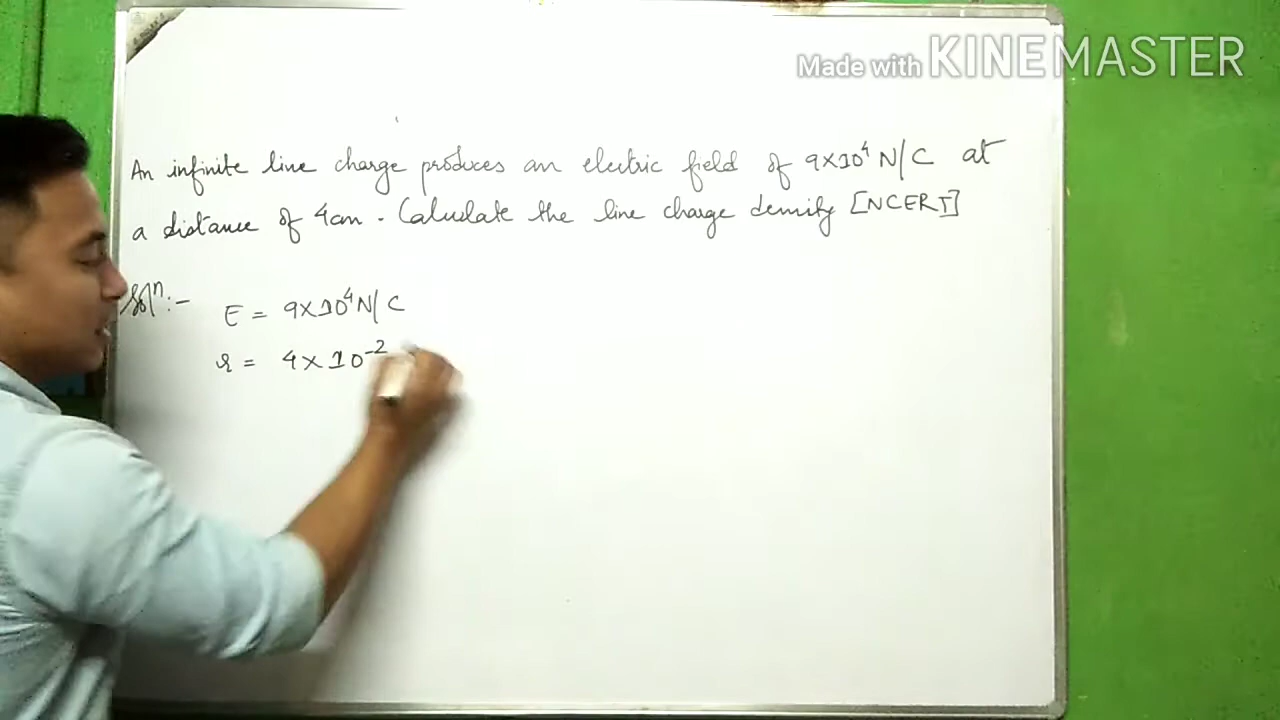 Made with KINEMASTER
An infinite line charge produces an electric field of 9×10⁴ N/C at
a distance of 4cm. Calculate the line charge density [NCERT]
Solⁿ:-
E = 9×10⁴ N/C
r = 4×10⁻²